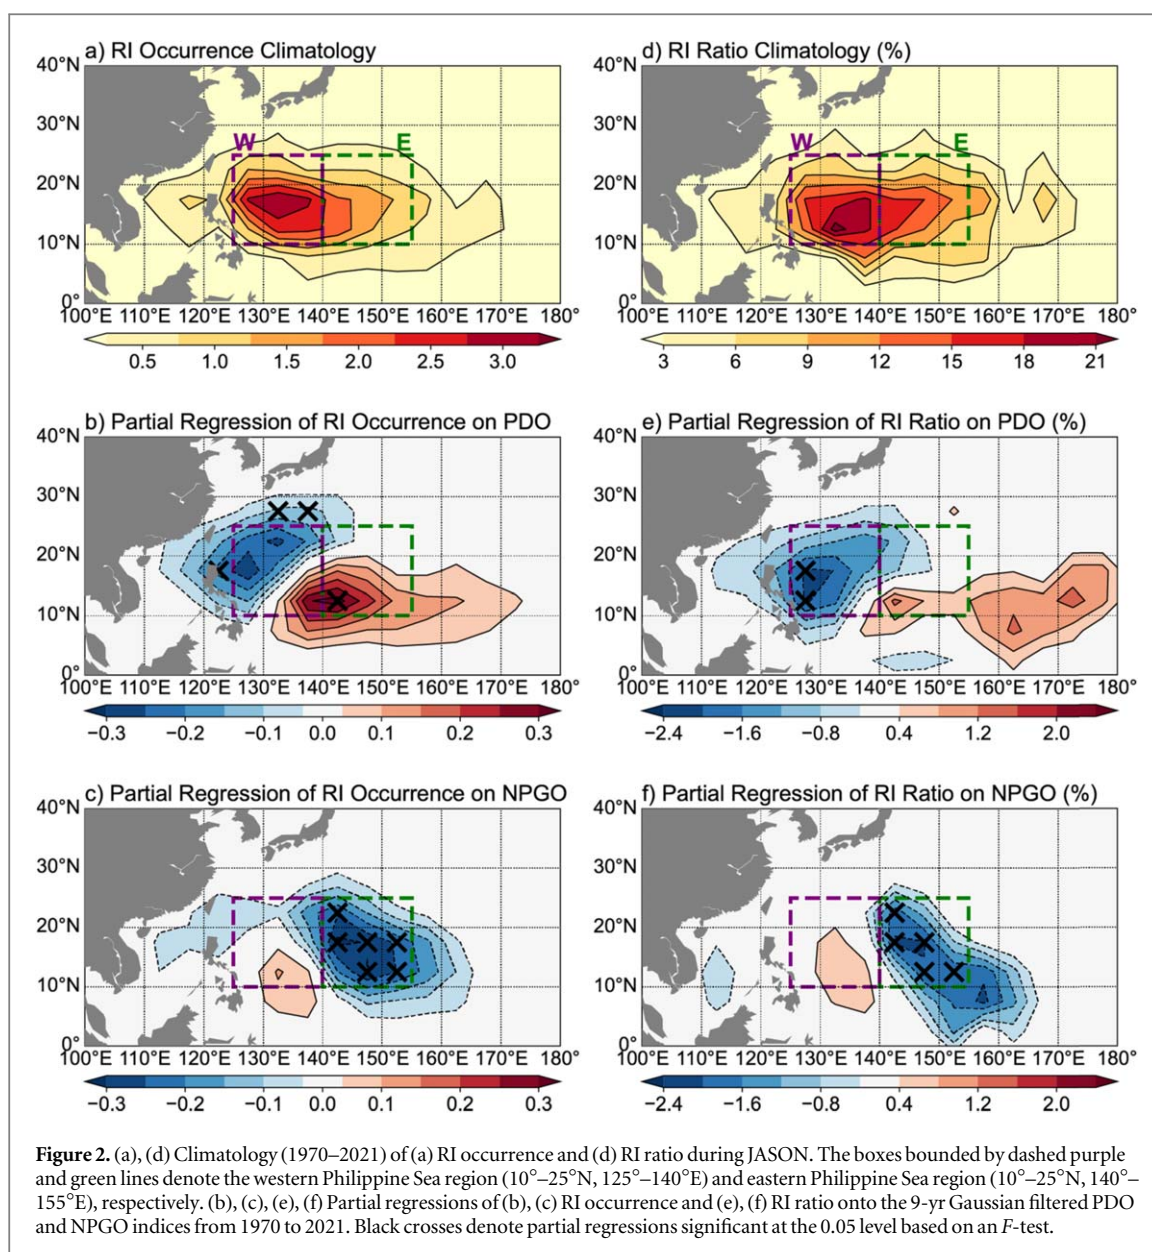 a) RI Occurrence Climatology
40°N
30°N
20°N
10°N
0°
W
E
100°E 110°E 120°E 130°E 140°E 150°E 160°E 170°E 180°
0.5 1.0 1.5 2.0 2.5 3.0
d) RI Ratio Climatology (%)
40°N
30°N
20°N
10°N
0°
W
E
100°E 110°E 120°E 130°E 140°E 150°E 160°E 170°E 180°
3 6 9 12 15 18 21
b) Partial Regression of RI Occurrence on PDO
40°N
30°N
20°N
10°N
0°
100°E 110°E 120°E 130°E 140°E 150°E 160°E 170°E 180°
−0.3 −0.2 −0.1 0.0 0.1 0.2 0.3
e) Partial Regression of RI Ratio on PDO (%)
40°N
30°N
20°N
10°N
0°
100°E 110°E 120°E 130°E 140°E 150°E 160°E 170°E 180°
−2.4 −1.6 −0.8 0.4 1.2 2.0
c) Partial Regression of RI Occurrence on NPGO
40°N
30°N
20°N
10°N
0°
100°E 110°E 120°E 130°E 140°E 150°E 160°E 170°E 180°
−0.3 −0.2 −0.1 0.0 0.1 0.2 0.3
f) Partial Regression of RI Ratio on NPGO (%)
40°N
30°N
20°N
10°N
0°
100°E 110°E 120°E 130°E 140°E 150°E 160°E 170°E 180°
−2.4 −1.6 −0.8 0.4 1.2 2.0
Figure 2. (a), (d) Climatology (1970–2021) of (a) RI occurrence and (d) RI ratio during JASON. The boxes bounded by dashed purple
and green lines denote the western Philippine Sea region (10°–25°N, 125°–140°E) and eastern Philippine Sea region (10°–25°N, 140°–
155°E), respectively. (b), (c), (e), (f) Partial regressions of (b), (c) RI occurrence and (e), (f) RI ratio onto the 9-yr Gaussian filtered PDO
and NPGO indices from 1970 to 2021. Black crosses denote partial regressions significant at the 0.05 level based on an F-test.